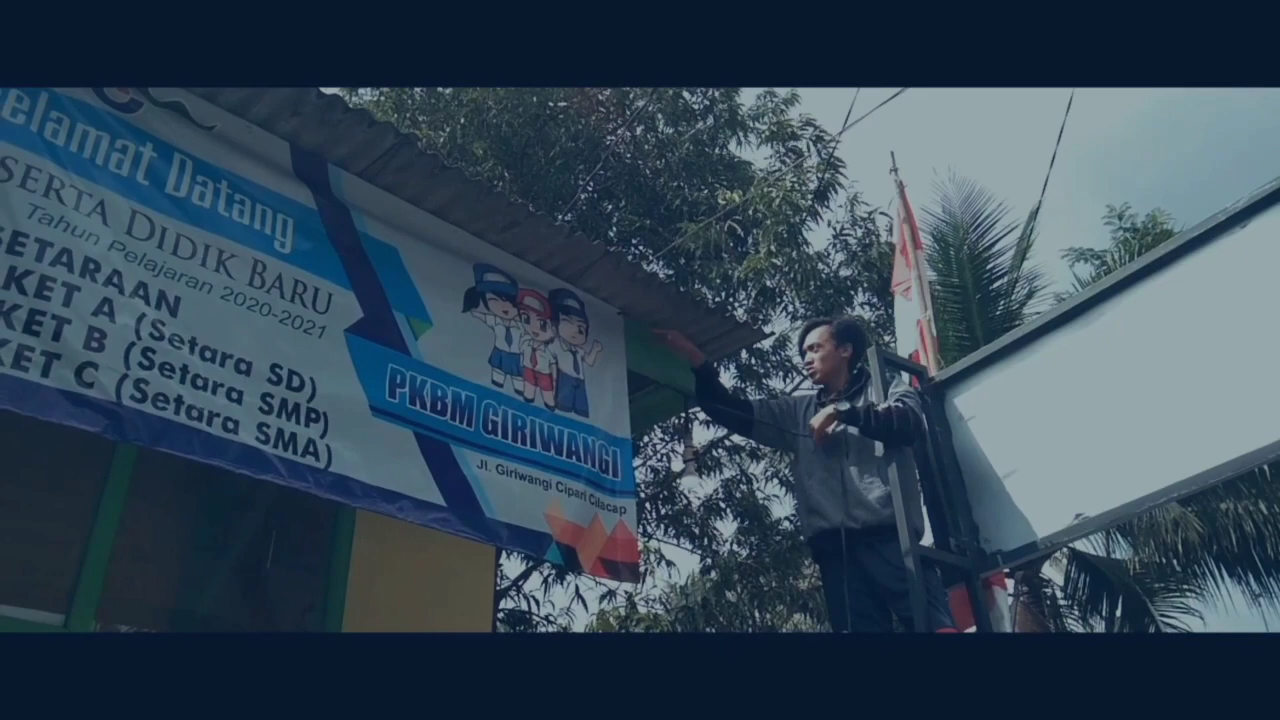 elamat Datang
SERTA DIDIK BARU
Tahun Pelajaran 2020-2021
SETARAAN
KET A (Setara SD)
KET B (Setara SMP)
KET C (Setara SMA)
PKBM GIRIWANGI
Jl. Giriwangi Cipari Cilacap